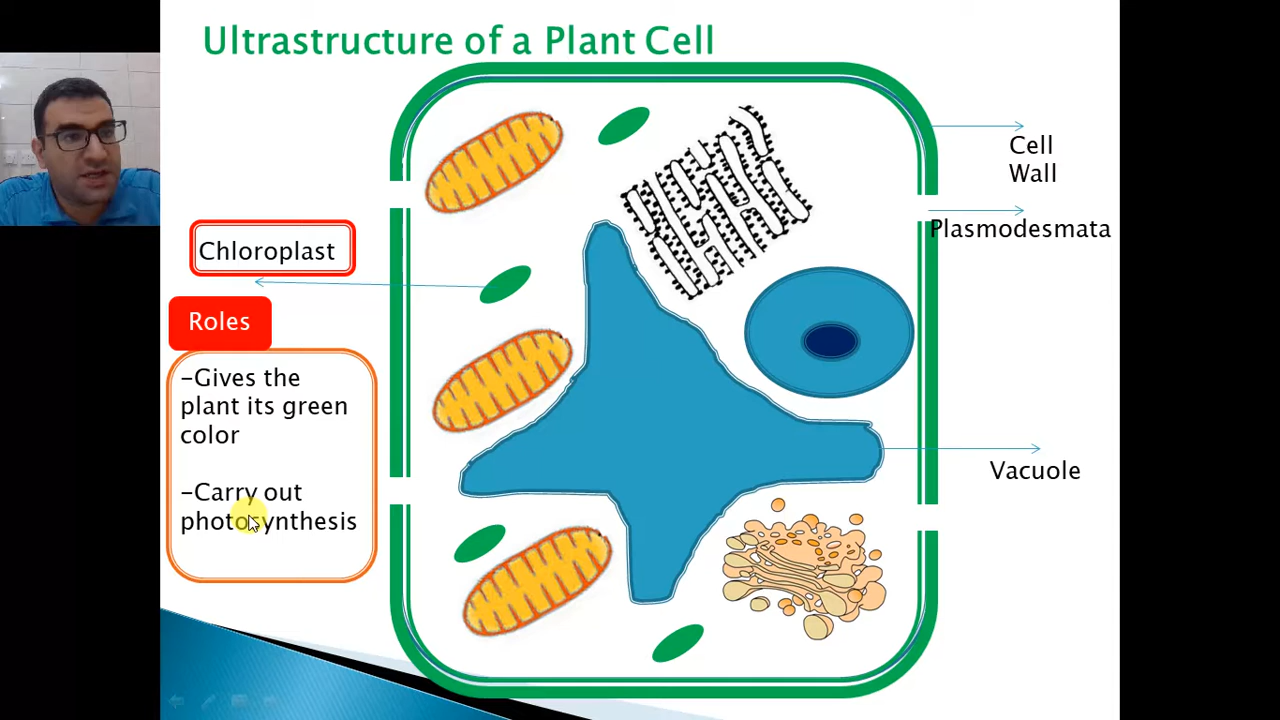 Ultrastructure of a Plant Cell
Cell
Wall
Plasmodesmata
Chloroplast
Roles
-Gives the
plant its green
color
-Carry out
photosynthesis
Vacuole